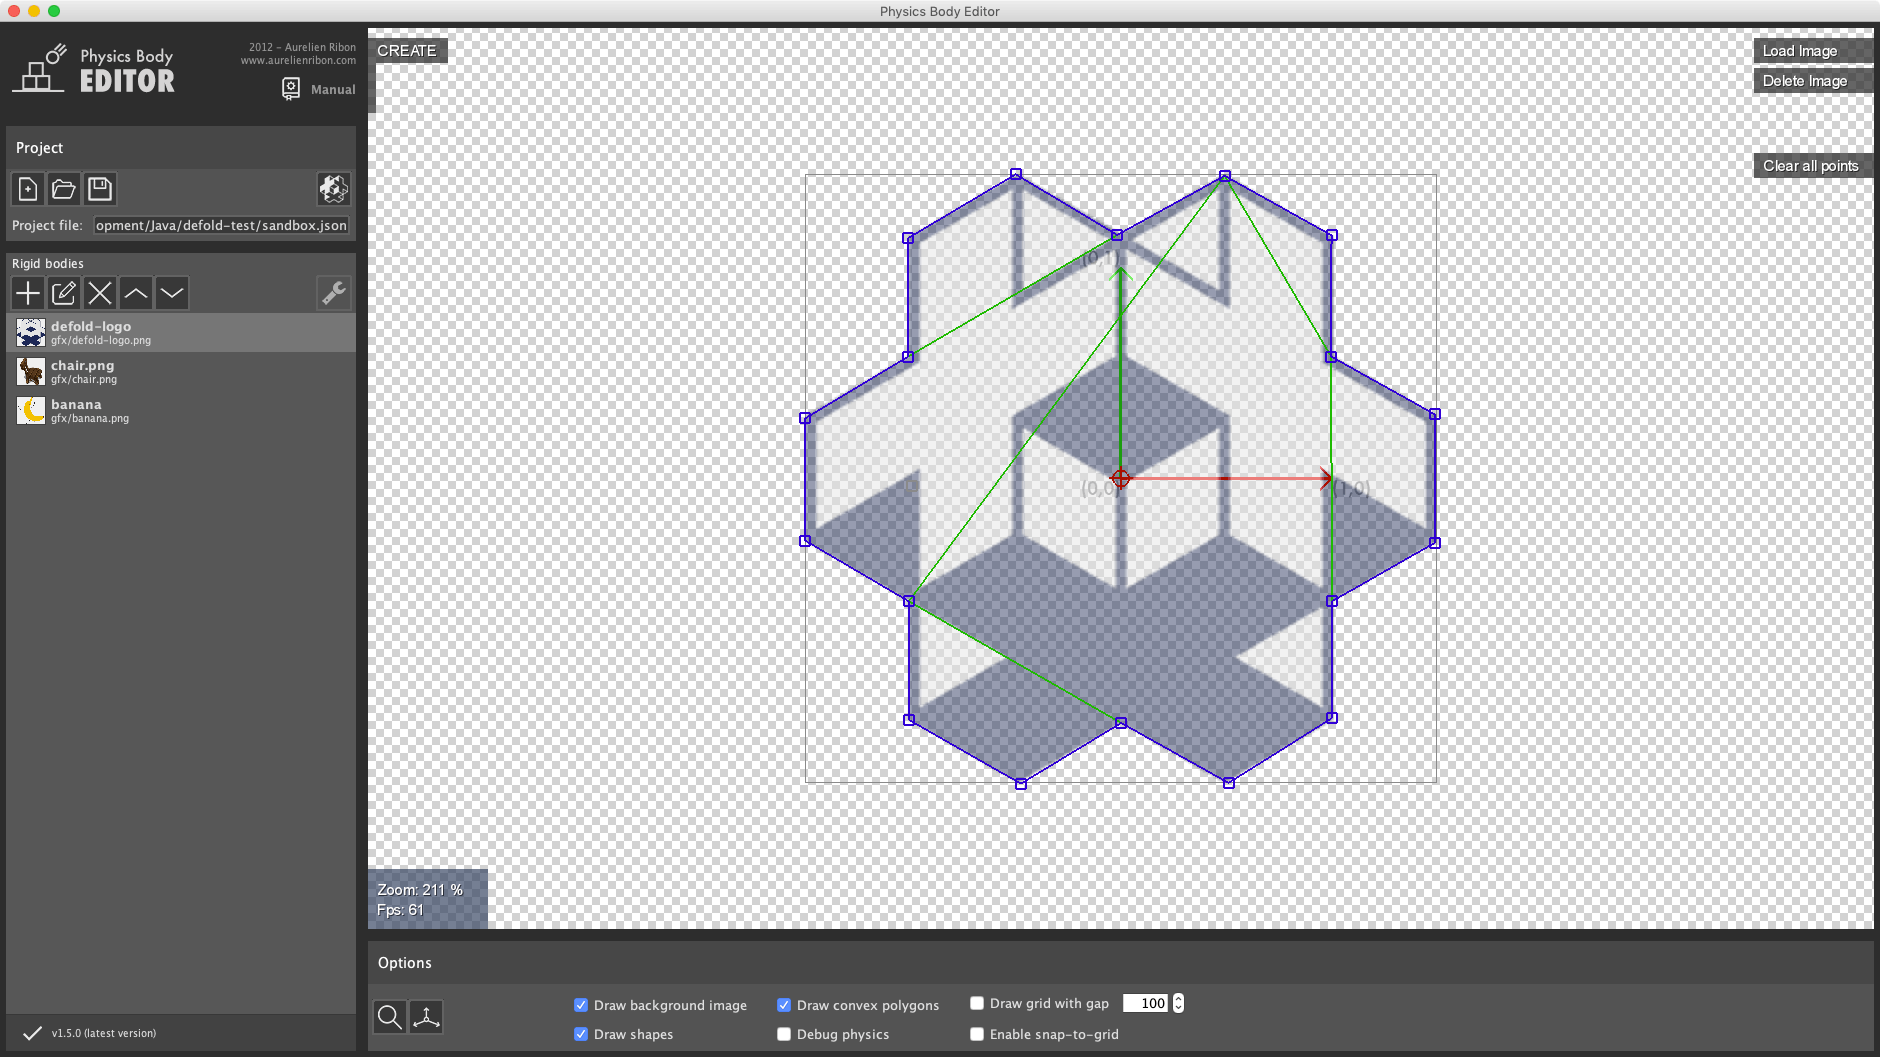 Physics Body Editor
Physics Body
EDITOR
2012 - Aurelien Ribon
www.aurelienribon.com
Manual
Project
Project file: opment/Java/defold-test/sandbox.json
Rigid bodies
defold-logo
gfx/defold-logo.png
chair.png
gfx/chair.png
banana
gfx/banana.png
v1.5.0 (latest version)
CREATE
Load Image
Delete Image
Clear all points
(0,1)
(0,0)
(1,0)
Zoom: 211 %
Fps: 61
Options
Draw background image
Draw convex polygons
Draw grid with gap 100
Draw shapes
Debug physics
Enable snap-to-grid